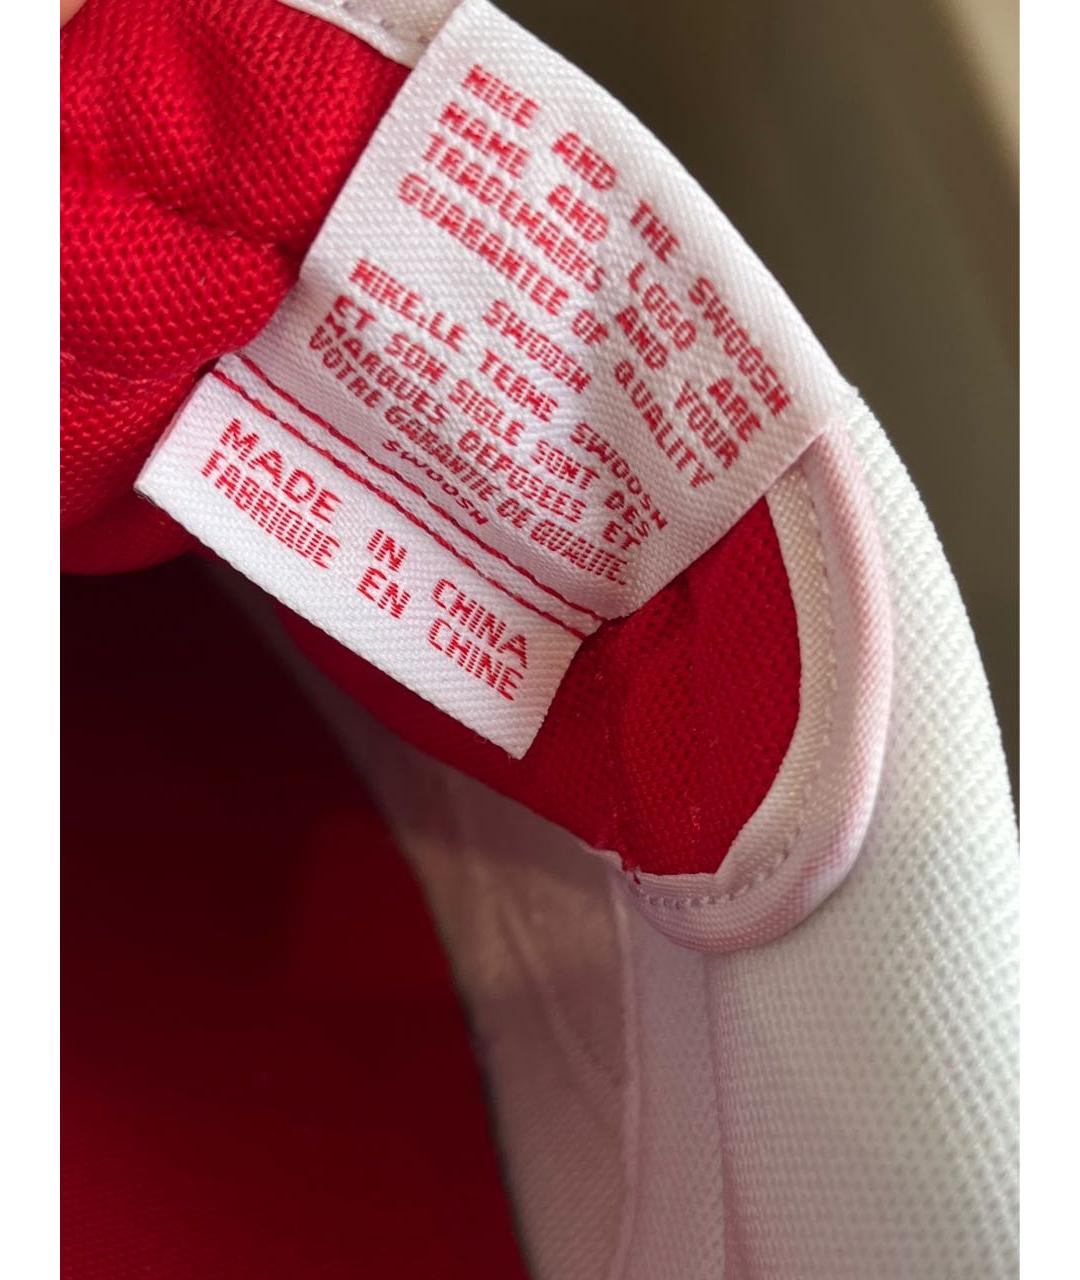 NIKE AND THE SWOOSH
NAME AND LOGO ARE
TRADEMARKS AND YOUR
GUARANTEE OF QUALITY
SWOOSH
NIKE.LE TERME SWOOSH
ET SON SIGLE SONT DES
MARQUES DEPOSEES ET
VOTRE GARANTIE DE QUALITE.
SWOOSH
MADE IN CHINA
FABRIQUE EN CHINE